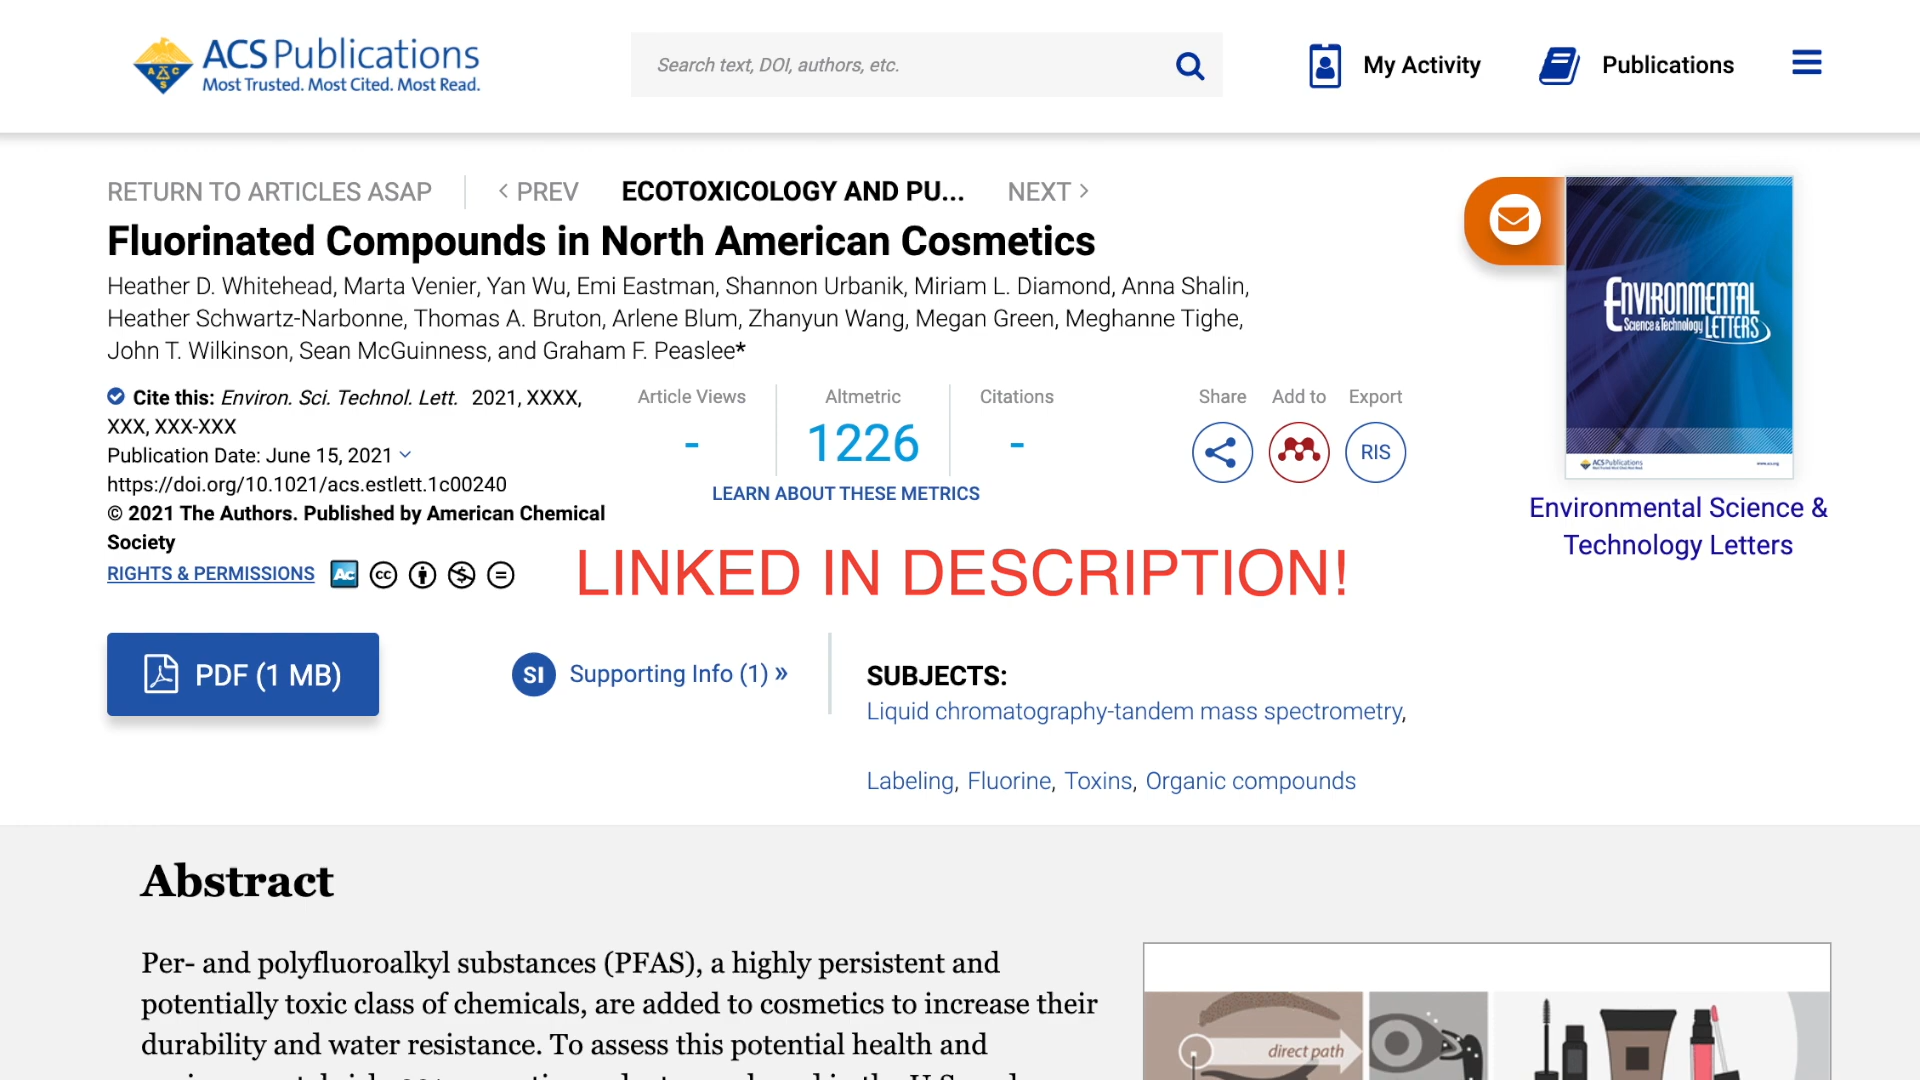 ACS Publications
Most Trusted. Most Cited. Most Read.
Search text, DOI, authors, etc.
My Activity
Publications
RETURN TO ARTICLES ASAP
< PREV
ECOTOXICOLOGY AND PU...
NEXT >
Fluorinated Compounds in North American Cosmetics
Heather D. Whitehead, Marta Venier, Yan Wu, Emi Eastman, Shannon Urbanik, Miriam L. Diamond, Anna Shalin,
Heather Schwartz-Narbonne, Thomas A. Bruton, Arlene Blum, Zhanyun Wang, Megan Green, Meghanne Tighe,
John T. Wilkinson, Sean McGuinness, and Graham F. Peaslee*
Cite this: Environ. Sci. Technol. Lett. 2021, XXXX,
XXX, XXX-XXX
Publication Date: June 15, 2021
https://doi.org/10.1021/acs.estlett.1c00240
© 2021 The Authors. Published by American Chemical
Society
RIGHTS & PERMISSIONS
Ac
cc
Article Views
-
Altmetric
1226
Citations
-
LEARN ABOUT THESE METRICS
Share
Add to
Export
RIS
ENVIRONMENTAL
Science & Technology LETTERS
ACS Publications
Environmental Science &
Technology Letters
LINKED IN DESCRIPTION!
PDF (1 MB)
SI
Supporting Info (1) »
SUBJECTS:
Liquid chromatography-tandem mass spectrometry,
Labeling, Fluorine, Toxins, Organic compounds
Abstract
Per- and polyfluoroalkyl substances (PFAS), a highly persistent and
potentially toxic class of chemicals, are added to cosmetics to increase their
durability and water resistance. To assess this potential health and
direct path